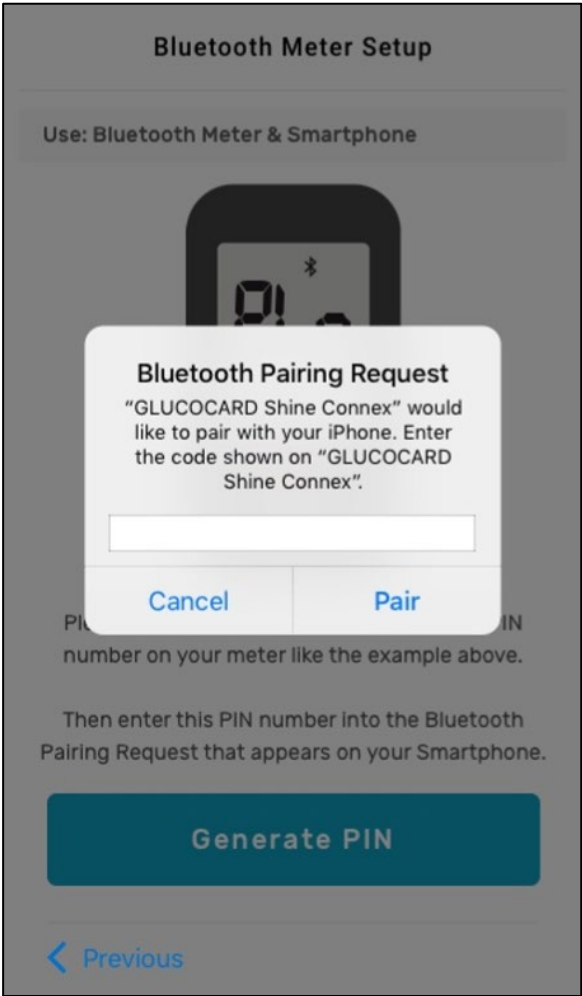 Bluetooth Meter Setup
Use: Bluetooth Meter & Smartphone
Bluetooth Pairing Request
“GLUCOCARD Shine Connex” would
like to pair with your iPhone. Enter
the code shown on “GLUCOCARD
Shine Connex”.
Cancel
Pair
number on your meter like the example above.
Then enter this PIN number into the Bluetooth
Pairing Request that appears on your Smartphone.
Generate PIN
Previous